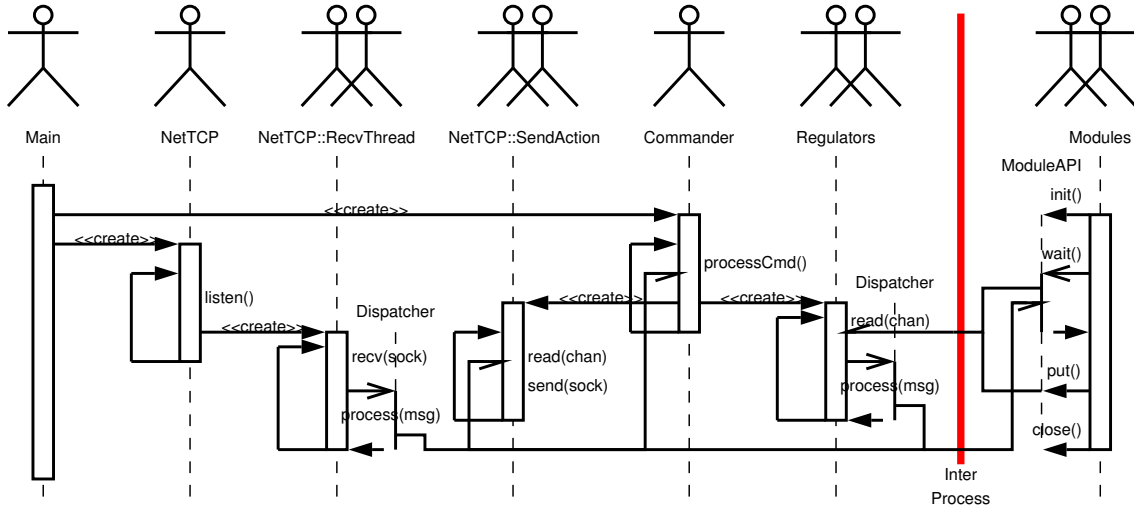 Main
NetTCP
NetTCP::RecvThread
NetTCP::SendAction
Commander
Regulators
Modules
ModuleAPI
init()
<<create>>
<<create>>
wait()
processCmd()
Dispatcher
listen()
<<create>>
<<create>>
Dispatcher
<<create>>
read(chan)
recv(sock)
read(chan)
put()
send(sock)
process(msg)
process(msg)
close()
Inter
Process